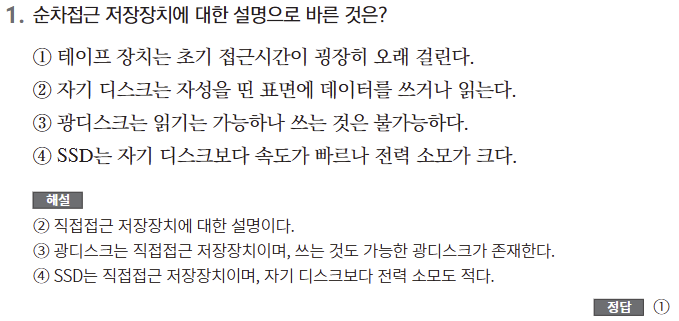 1. 순차접근 저장장치에 대한 설명으로 바른 것은?
① 테이프 장치는 초기 접근시간이 굉장히 오래 걸린다.
② 자기 디스크는 자성을 띤 표면에 데이터를 쓰거나 읽는다.
③ 광디스크는 읽기는 가능하나 쓰는 것은 불가능하다.
④ SSD는 자기 디스크보다 속도가 빠르나 전력 소모가 크다.
해설
② 직접접근 저장장치에 대한 설명이다.
③ 광디스크는 직접접근 저장장치이며, 쓰는 것도 가능한 광디스크가 존재한다.
④ SSD는 직접접근 저장장치이며, 자기 디스크보다 전력 소모도 적다.
정답 ①